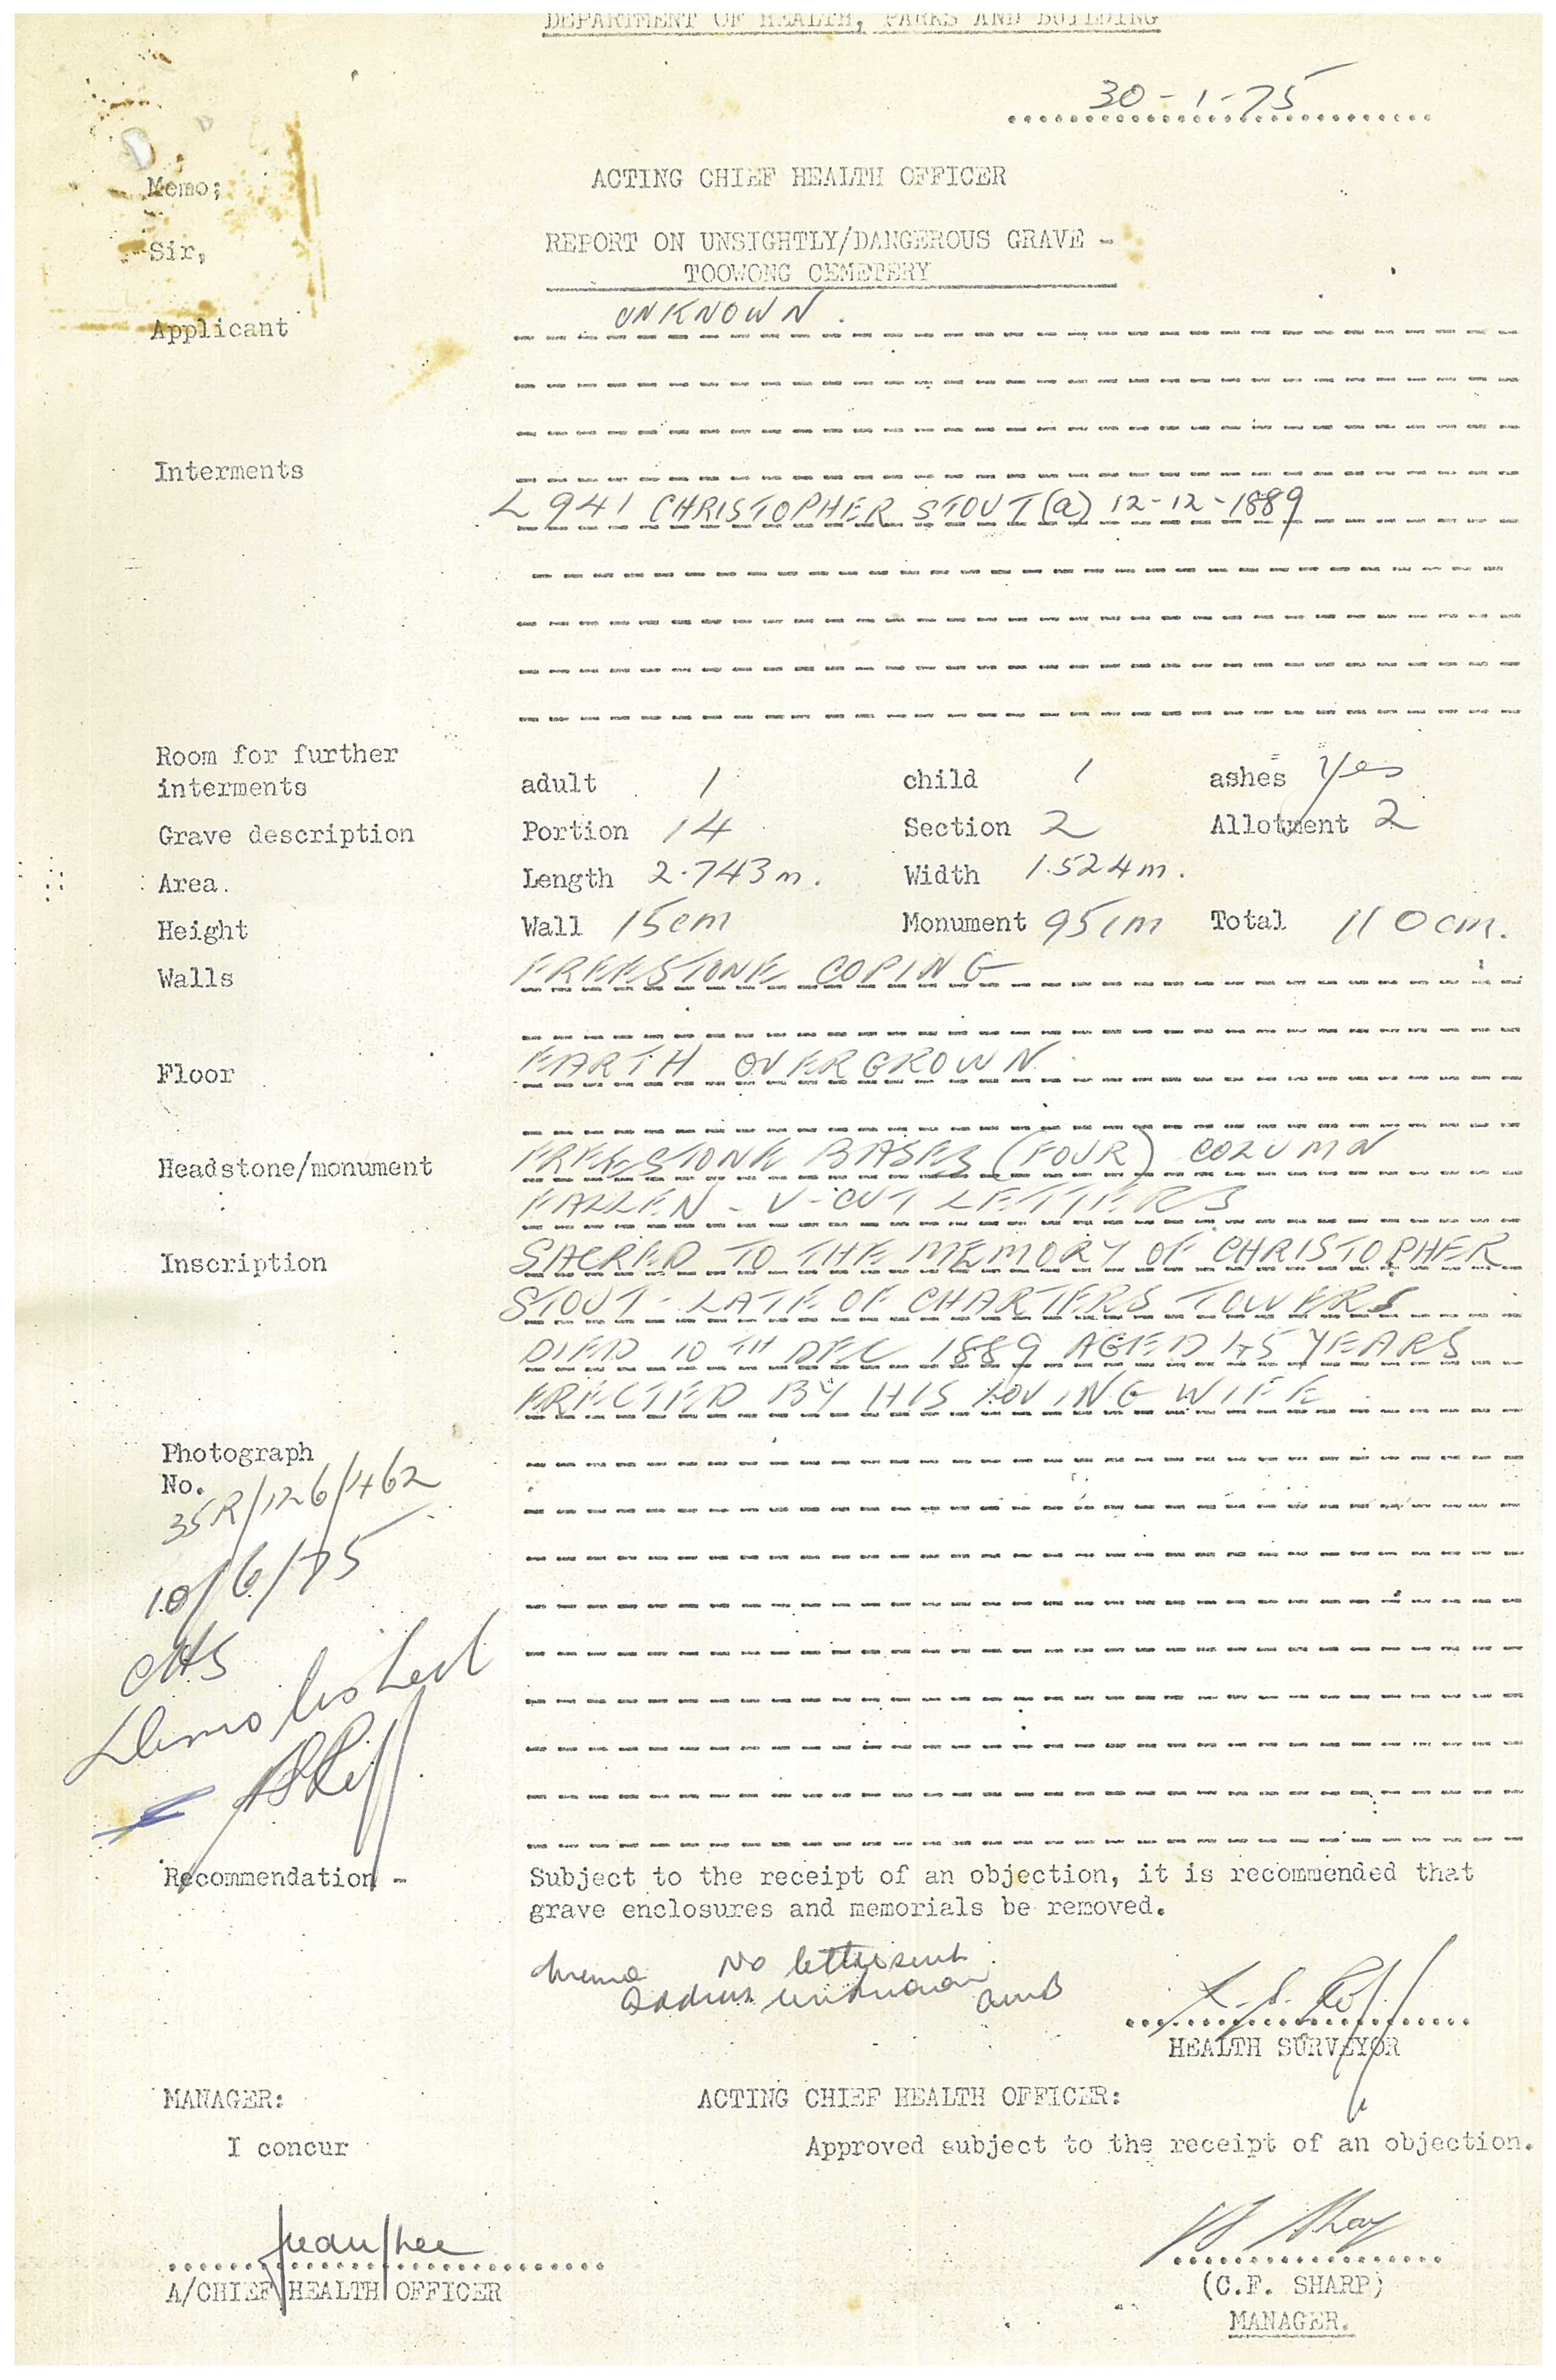 DEPARTMENT OF HEALTH, PARKS AND BUILDING
30-1-75
ACTING CHIEF HEALTH OFFICER
Memo;
REPORT ON UNSIGHTLY/DANGEROUS GRAVE -
Sir,
TOOWONG CEMETERY
Applicant UNKNOWN.
Interments
L 941 CHRISTOPHER STOUT (a) 12-12-1889
Room for further
interments adult 1 child 1 ashes Yes
Grave description Portion 14 Section 2 Allotment 2
Area. Length 2.743m. Width 1.524m.
Height Wall 15cm Monument 95cm Total 110cm.
Walls FREESTONE COPING
Floor EARTH OVERGROWN
Headstone/monument FREESTONE BASES (FOUR) COLUMN
FALLEN - V-CUT LETTERS
Inscription SACRED TO THE MEMORY OF CHRISTOPHER
STOUT - LATE OF CHARTERS TOWERS
DIED 10TH DEC 1889 AGED 45 YEARS
ERECTED BY HIS LOVING WIFE
Photograph
No.
35R/126/462
10/6/75
CHS
Demolished
Recommendation - Subject to the receipt of an objection, it is recommended that
grave enclosures and memorials be removed.
No letter sent
address unknown
HEALTH SURVEYOR
MANAGER: ACTING CHIEF HEALTH OFFICER:
I concur Approved subject to the receipt of an objection.
A/CHIEF HEALTH OFFICER (C.F. SHARP)
MANAGER.